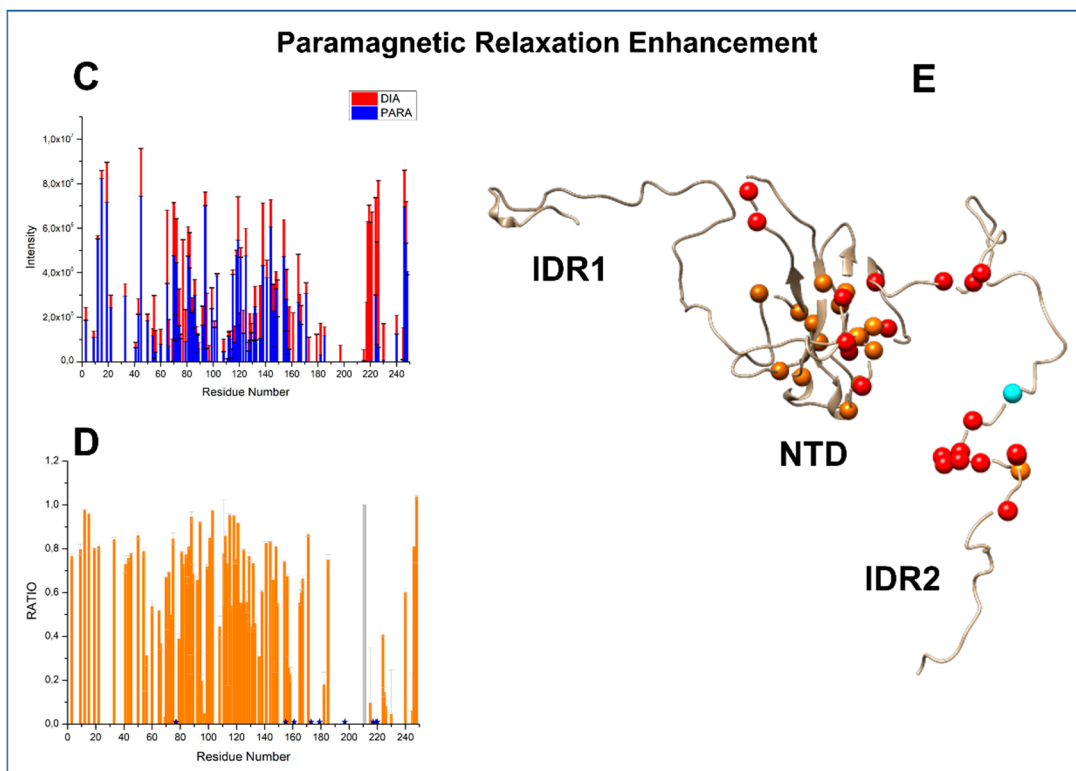 Paramagnetic Relaxation Enhancement
C
E
DIA
PARA
1,0x10⁷
8,0x10⁶
6,0x10⁶
4,0x10⁶
2,0x10⁶
0,0
Intensity
0 20 40 60 80 100 120 140 160 180 200 220 240
Residue Number
IDR1
NTD
IDR2
D
1,2
1,0
0,8
0,6
0,4
0,2
0,0
RATIO
0 20 40 60 80 100 120 140 160 180 200 220 240
Residue Number